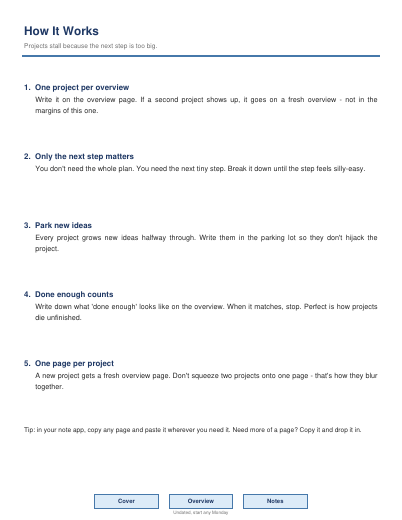 How It Works
Projects stall because the next step is too big.
1. One project per overview
Write it on the overview page. If a second project shows up, it goes on a fresh overview - not in the
margins of this one.
2. Only the next step matters
You don't need the whole plan. You need the next tiny step. Break it down until the step feels silly-easy.
3. Park new ideas
Every project grows new ideas halfway through. Write them in the parking lot so they don't hijack the
project.
4. Done enough counts
Write down what 'done enough' looks like on the overview. When it matches, stop. Perfect is how projects
die unfinished.
5. One page per project
A new project gets a fresh overview page. Don't squeeze two projects onto one page - that's how they blur
together.
Tip: in your note app, copy any page and paste it wherever you need it. Need more of a page? Copy it and drop it in.
Cover Overview Notes
Undated, start any Monday